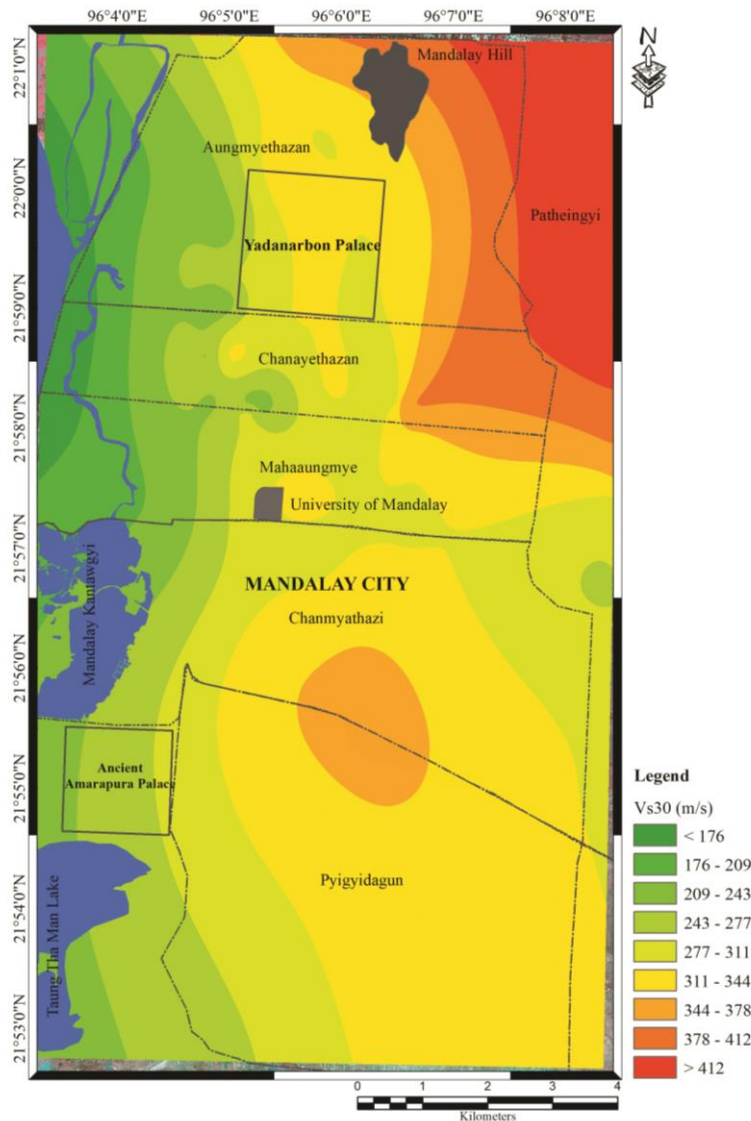 96°4'0"E 96°5'0"E 96°6'0"E 96°7'0"E 96°8'0"E
N
22°1'0"N
Mandalay Hill
Aungmyethazan
22°0'0"N
Patheingyi
Yadanarbon Palace
21°59'0"N
Chanayethazan
21°58'0"N
Mahaaungmye
University of Mandalay
21°57'0"N
MANDALAY CITY
Mandalay Kantawgyi
Chanmyathazi
21°56'0"N
Ancient
Amarapura Palace
21°55'0"N
Pyigyidagun
21°54'0"N
Taung Tha Man Lake
21°53'0"N
Legend
Vs30 (m/s)
< 176
176 - 209
209 - 243
243 - 277
277 - 311
311 - 344
344 - 378
378 - 412
> 412
0 1 2 3 4
Kilometers